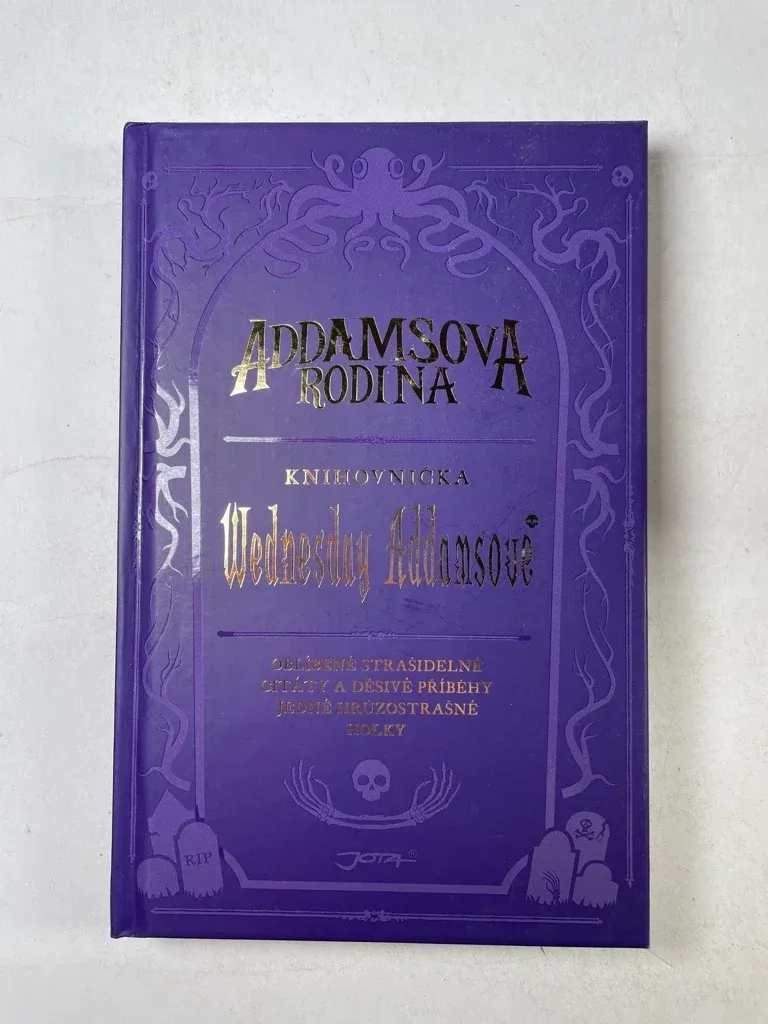 ADDAMSOVA
RODINA
KNIHOVNIČKA
Wednesday Addamsové
OBLÍBENÉ STRAŠIDELNÉ
CITÁTY A DĚSIVÉ PŘÍBĚHY
JEDNÉ HRŮZOSTRAŠNÉ
HOLKY
RIP
JOTA®